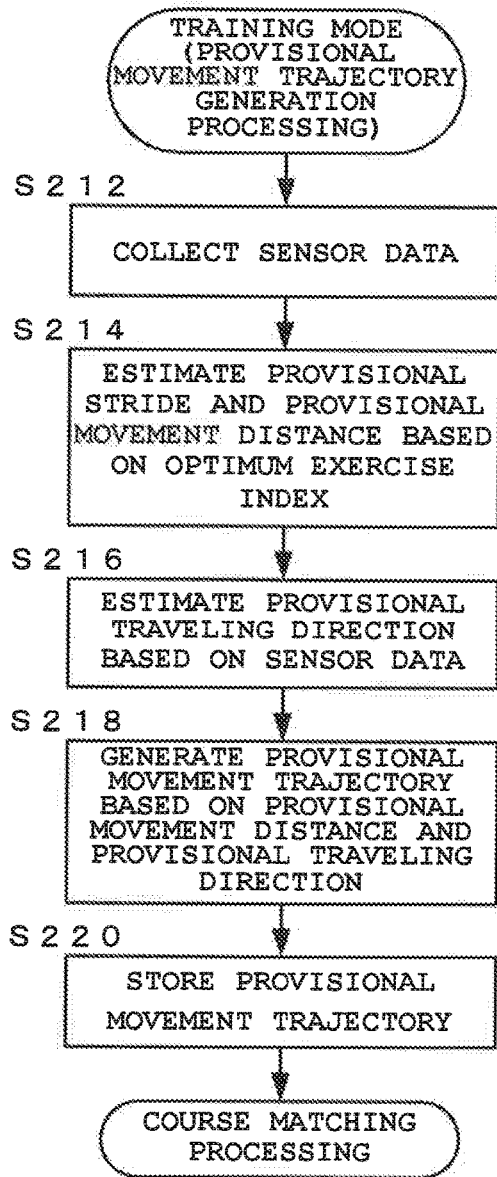 TRAINING MODE
(PROVISIONAL
MOVEMENT TRAJECTORY
GENERATION
PROCESSING)
S212
COLLECT SENSOR DATA
S214
ESTIMATE PROVISIONAL
STRIDE AND PROVISIONAL
MOVEMENT DISTANCE BASED
ON OPTIMUM EXERCISE
INDEX
S216
ESTIMATE PROVISIONAL
TRAVELING DIRECTION
BASED ON SENSOR DATA
S218
GENERATE PROVISIONAL
MOVEMENT TRAJECTORY
BASED ON PROVISIONAL
MOVEMENT DISTANCE AND
PROVISIONAL TRAVELING
DIRECTION
S220
STORE PROVISIONAL
MOVEMENT TRAJECTORY
COURSE MATCHING
PROCESSING